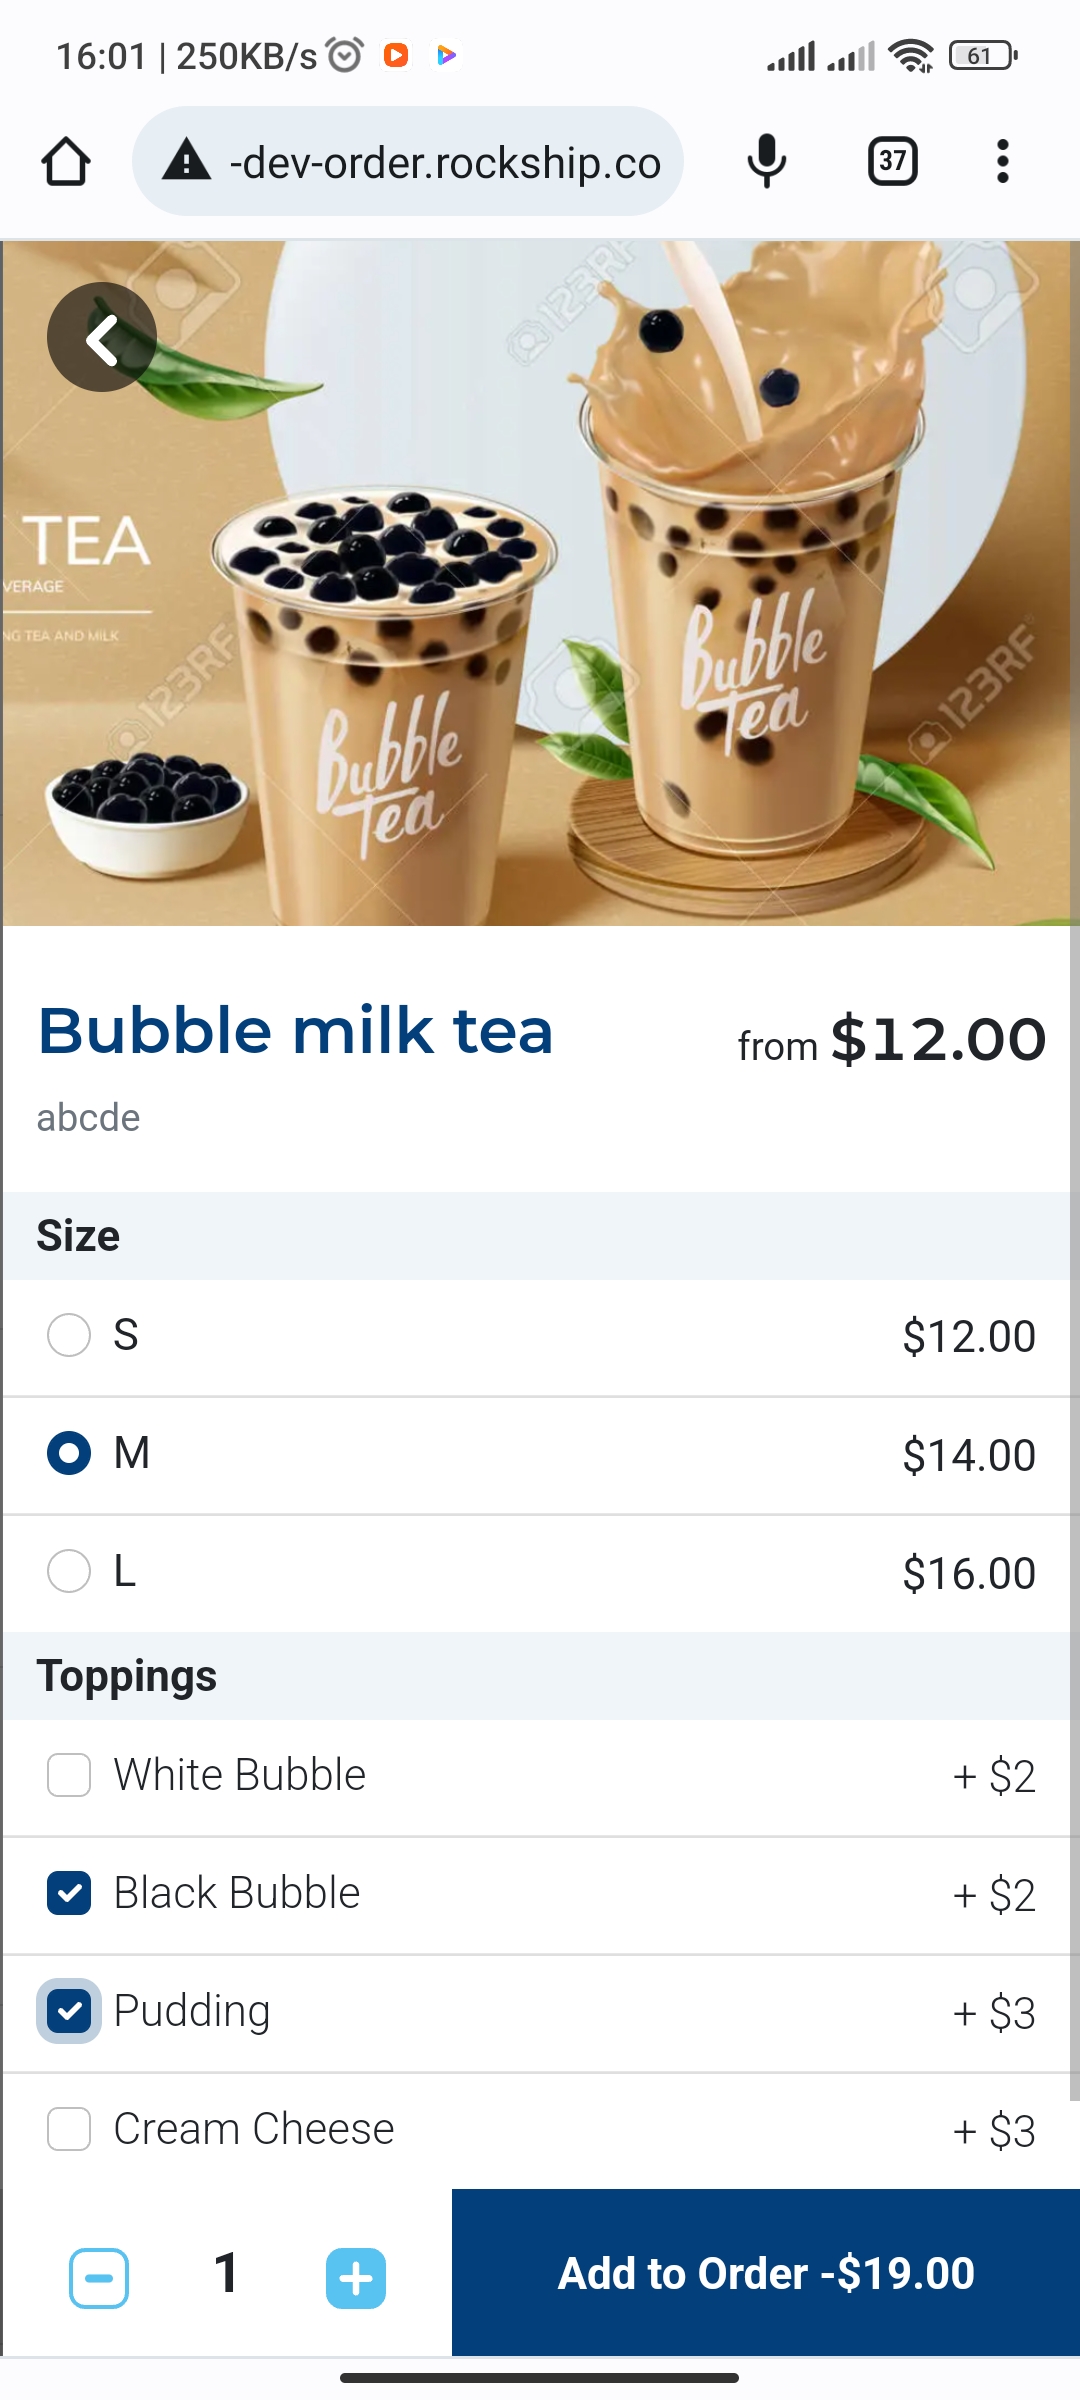 16:01 | 250KB/s
61
-dev-order.rockship.co
37
123RF
TEA
VERAGE
NG TEA AND MILK
Bubble
Tea
Bubble
Tea
123RF
123RF
Bubble milk tea
from $12.00
abcde
Size
S $12.00
M $14.00
L $16.00
Toppings
White Bubble + $2
Black Bubble + $2
Pudding + $3
Cream Cheese + $3
1
Add to Order -$19.00